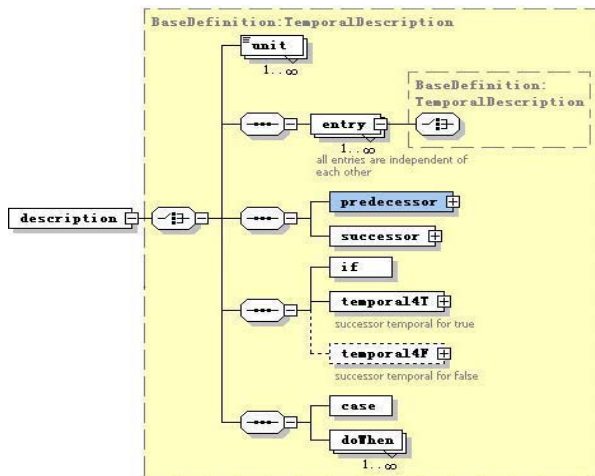 BaseDefinition:TemporalDescription
unit
1..∞
BaseDefinition:
TemporalDescription
entry
1..∞
all entries are independent of
each other
predecessor
description
successor
if
temporal4T
successor temporal for true
temporal4F
successor temporal for false
case
doWhen
1..∞